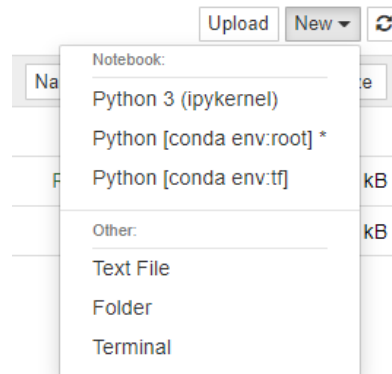 Upload New
Notebook:
Na
Python 3 (ipykernel)
Python [conda env:root] *
Python [conda env:tf]
kB
Other:
kB
Text File
Folder
Terminal